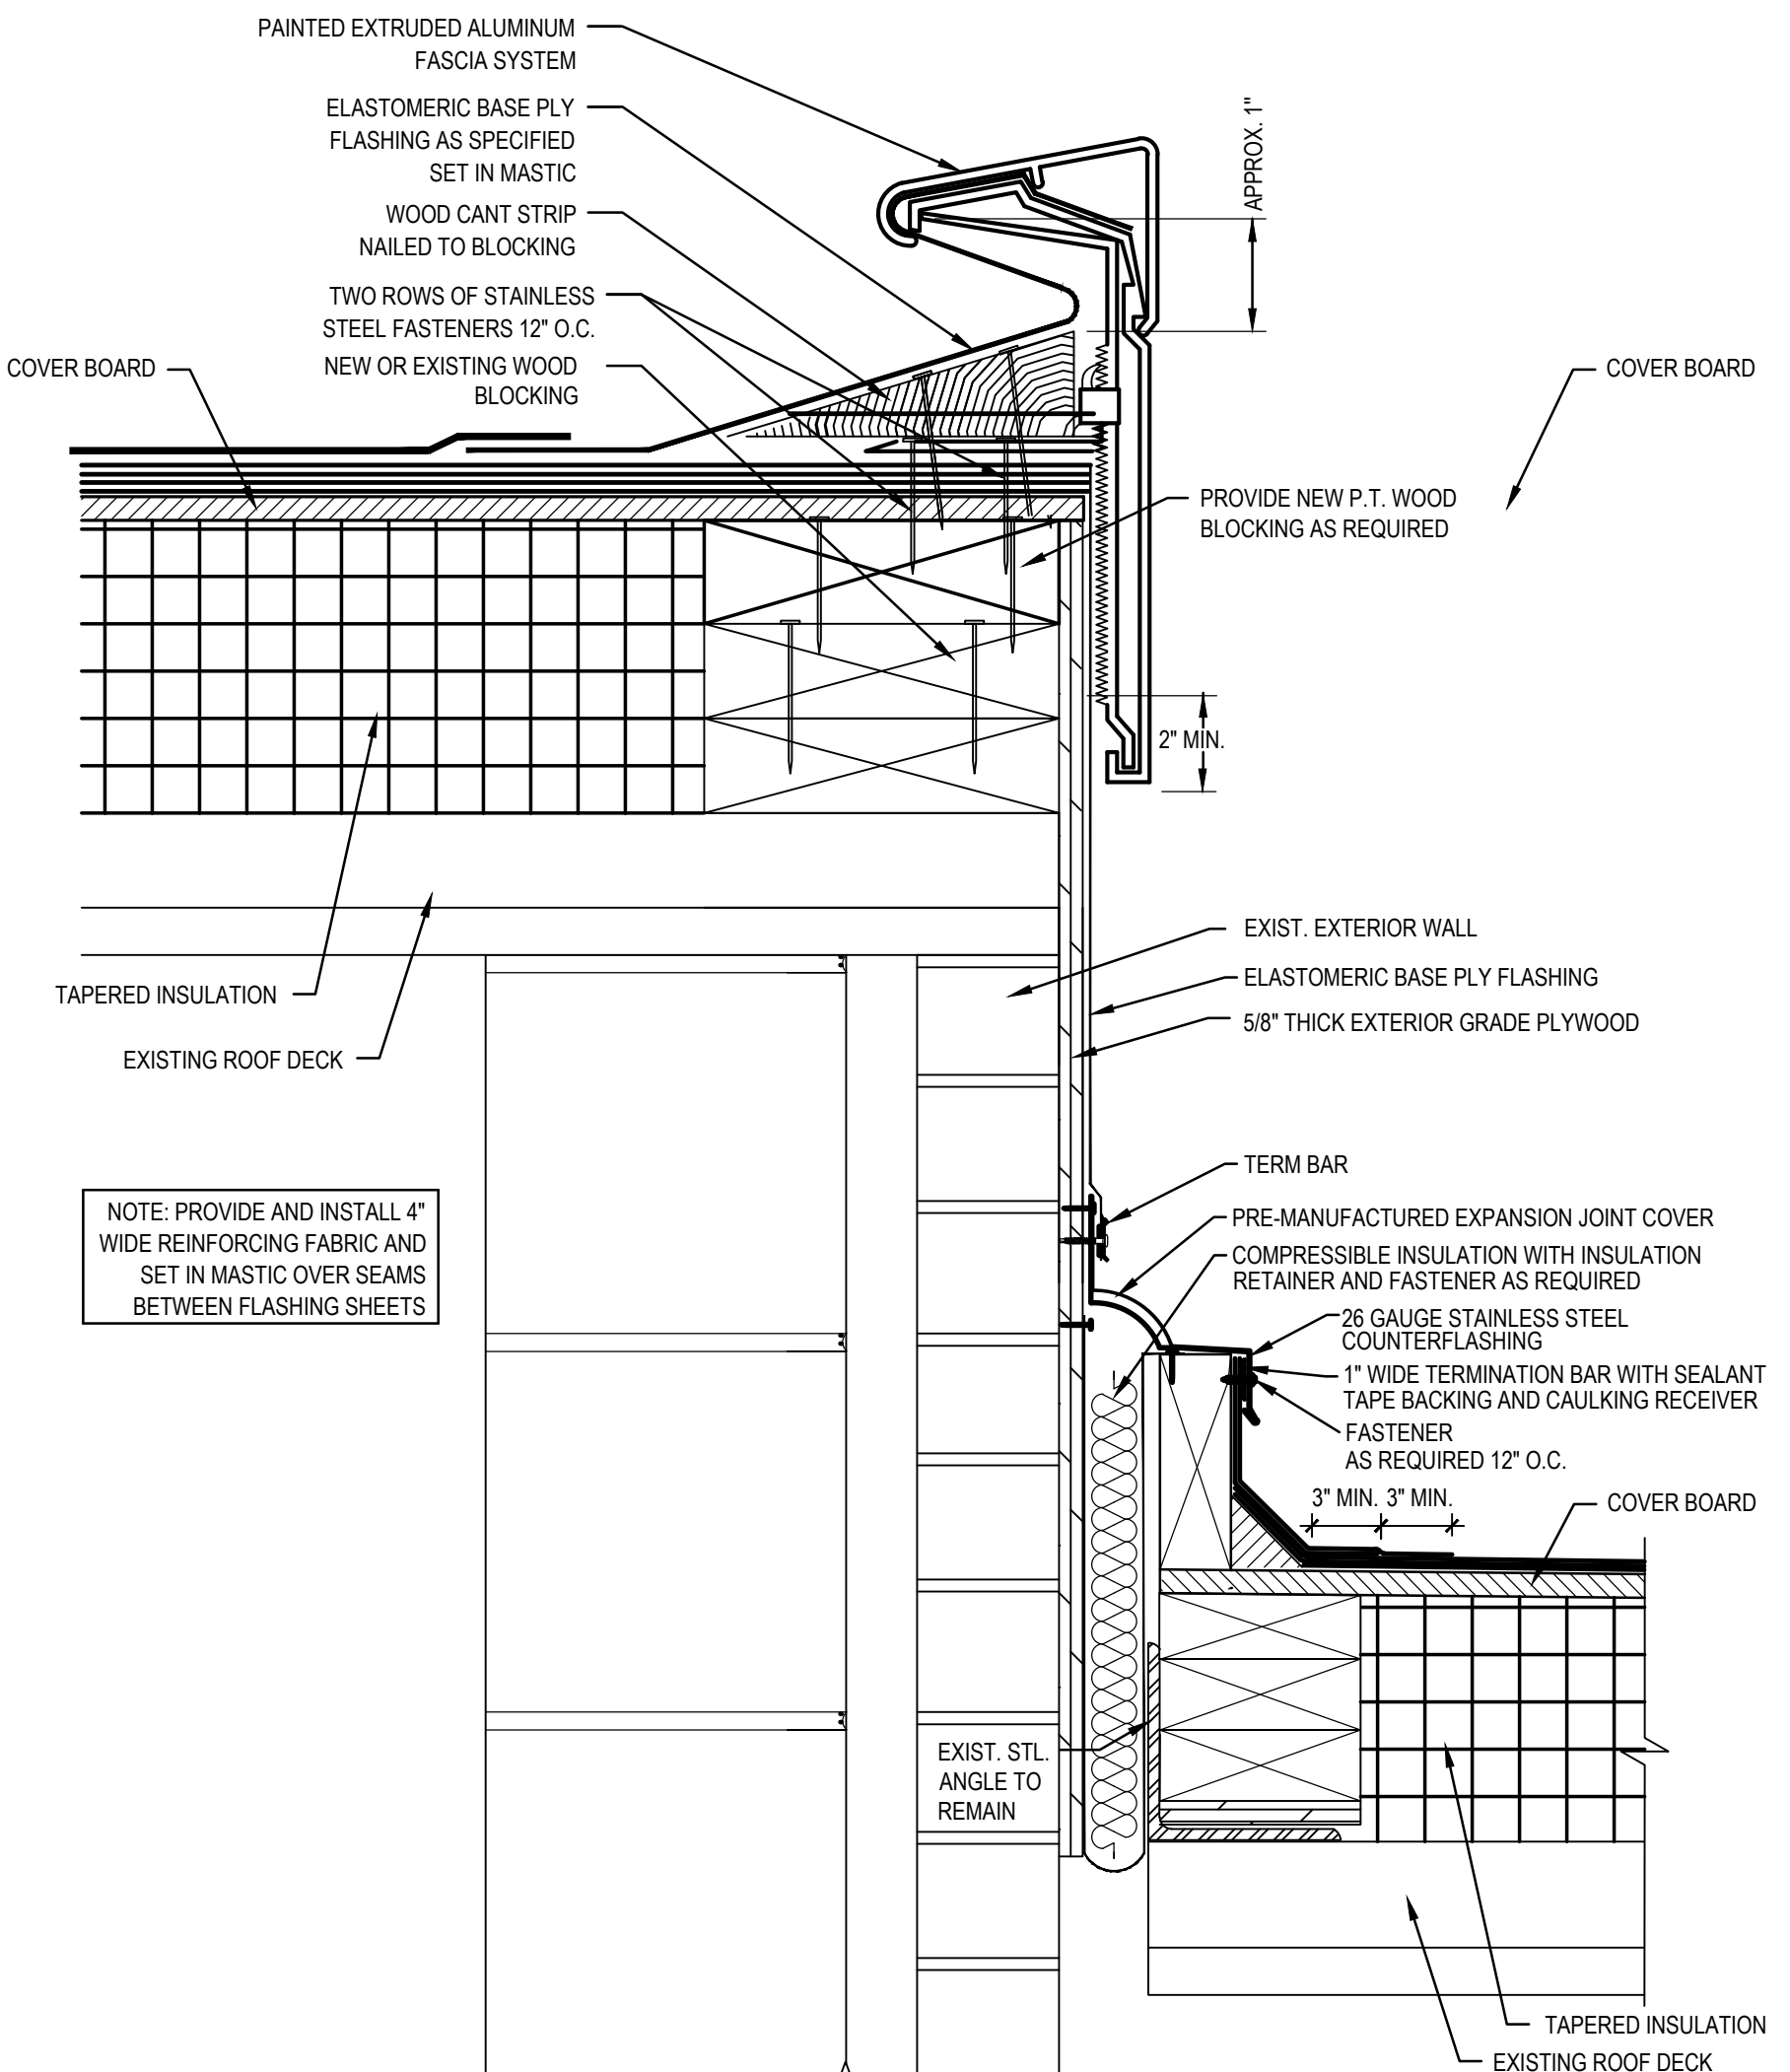 PAINTED EXTRUDED ALUMINUM
FASCIA SYSTEM
ELASTOMERIC BASE PLY
FLASHING AS SPECIFIED
SET IN MASTIC
WOOD CANT STRIP
NAILED TO BLOCKING
TWO ROWS OF STAINLESS
STEEL FASTENERS 12" O.C.
NEW OR EXISTING WOOD
BLOCKING
COVER BOARD
APPROX. 1"
COVER BOARD
PROVIDE NEW P.T. WOOD
BLOCKING AS REQUIRED
2" MIN.
TAPERED INSULATION
EXISTING ROOF DECK
EXIST. EXTERIOR WALL
ELASTOMERIC BASE PLY FLASHING
5/8" THICK EXTERIOR GRADE PLYWOOD
NOTE: PROVIDE AND INSTALL 4"
WIDE REINFORCING FABRIC AND
SET IN MASTIC OVER SEAMS
BETWEEN FLASHING SHEETS
TERM BAR
PRE-MANUFACTURED EXPANSION JOINT COVER
COMPRESSIBLE INSULATION WITH INSULATION
RETAINER AND FASTENER AS REQUIRED
26 GAUGE STAINLESS STEEL
COUNTERFLASHING
1" WIDE TERMINATION BAR WITH SEALANT
TAPE BACKING AND CAULKING RECEIVER
FASTENER
AS REQUIRED 12" O.C.
3" MIN. 3" MIN.
COVER BOARD
EXIST. STL.
ANGLE TO
REMAIN
TAPERED INSULATION
EXISTING ROOF DECK